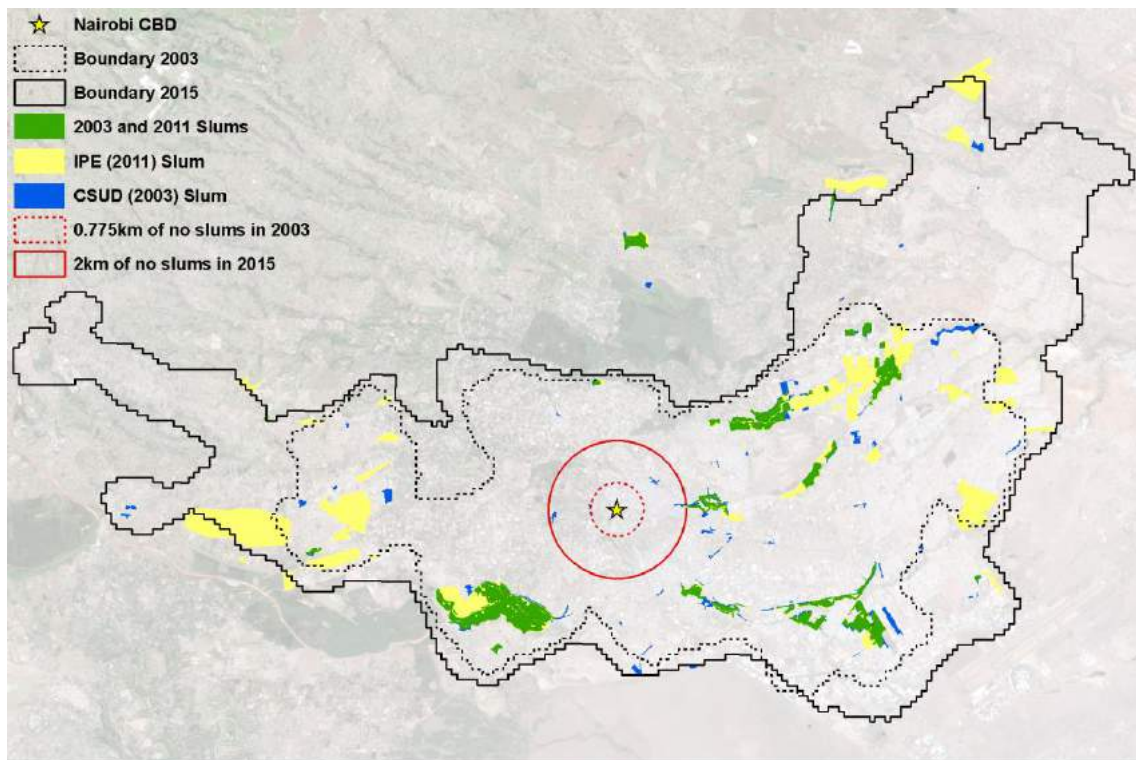 Nairobi CBD
Boundary 2003
Boundary 2015
2003 and 2011 Slums
IPE (2011) Slum
CSUD (2003) Slum
0.775km of no slums in 2003
2km of no slums in 2015